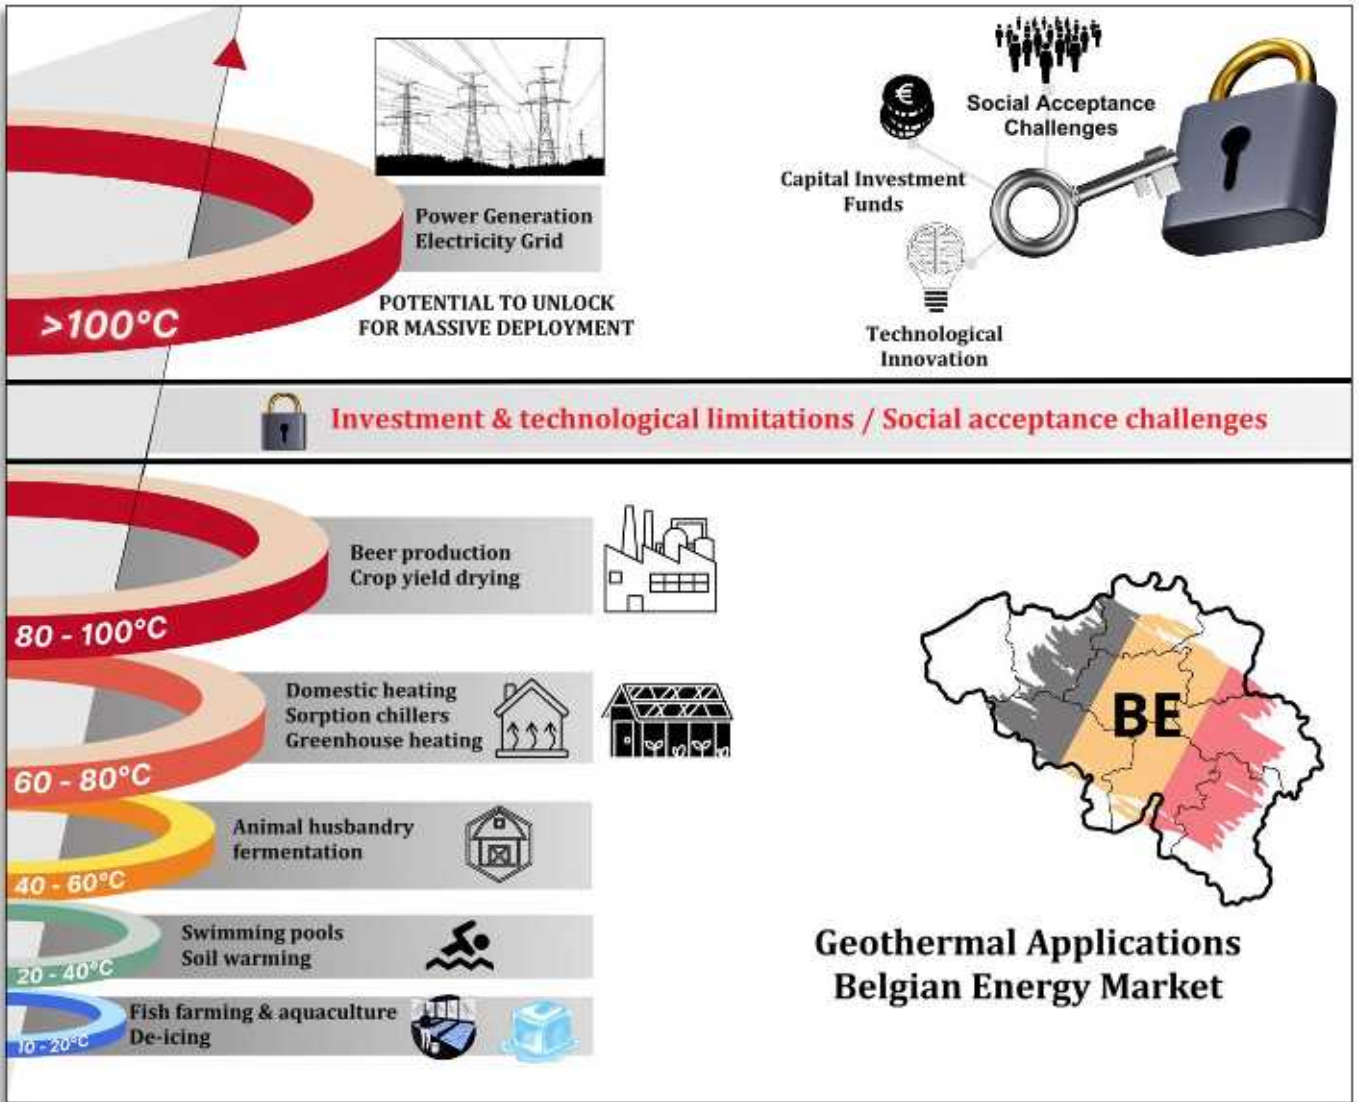 Social Acceptance
Challenges
€
Capital Investment
Funds
Power Generation
Electricity Grid
>100°C
POTENTIAL TO UNLOCK
FOR MASSIVE DEPLOYMENT
Technological
Innovation
Investment & technological limitations / Social acceptance challenges
Beer production
Crop yield drying
80 - 100°C
Domestic heating
Sorption chillers
Greenhouse heating
60 - 80°C
BE
Animal husbandry
fermentation
40 - 60°C
Swimming pools
Soil warming
20 - 40°C
Fish farming & aquaculture
De-icing
10 - 20°C
Geothermal Applications
Belgian Energy Market